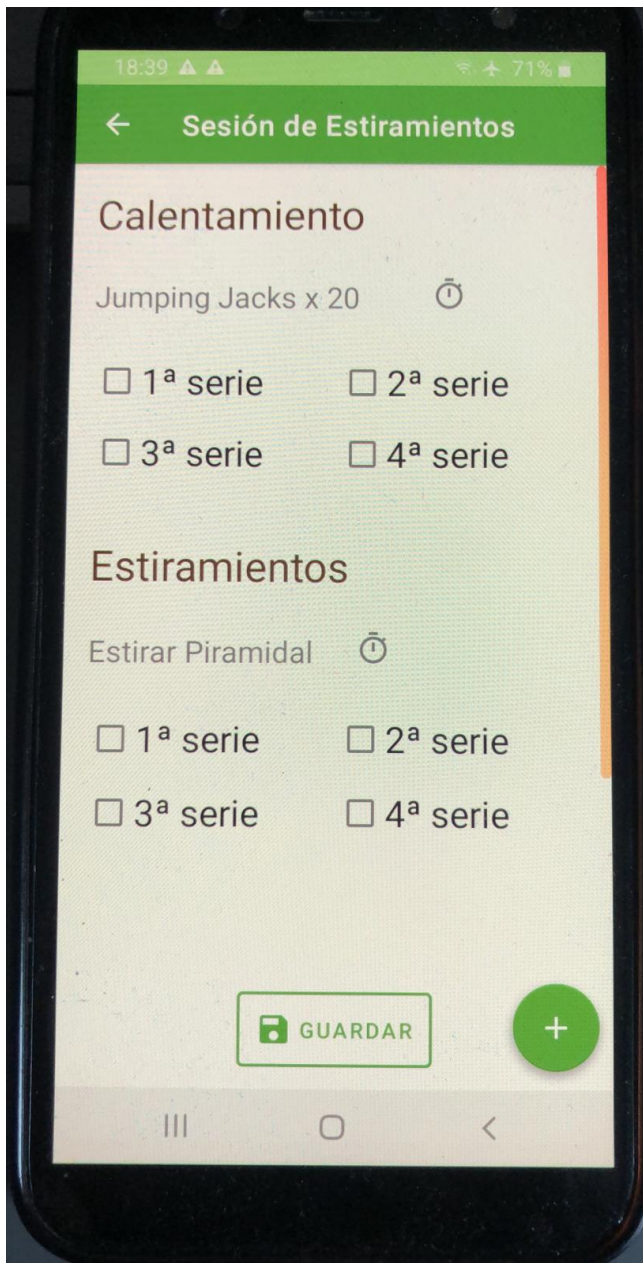 18:39 71%
Sesión de Estiramientos
Calentamiento
Jumping Jacks x 20
1ª serie 2ª serie
3ª serie 4ª serie
Estiramientos
Estirar Piramidal
1ª serie 2ª serie
3ª serie 4ª serie
GUARDAR